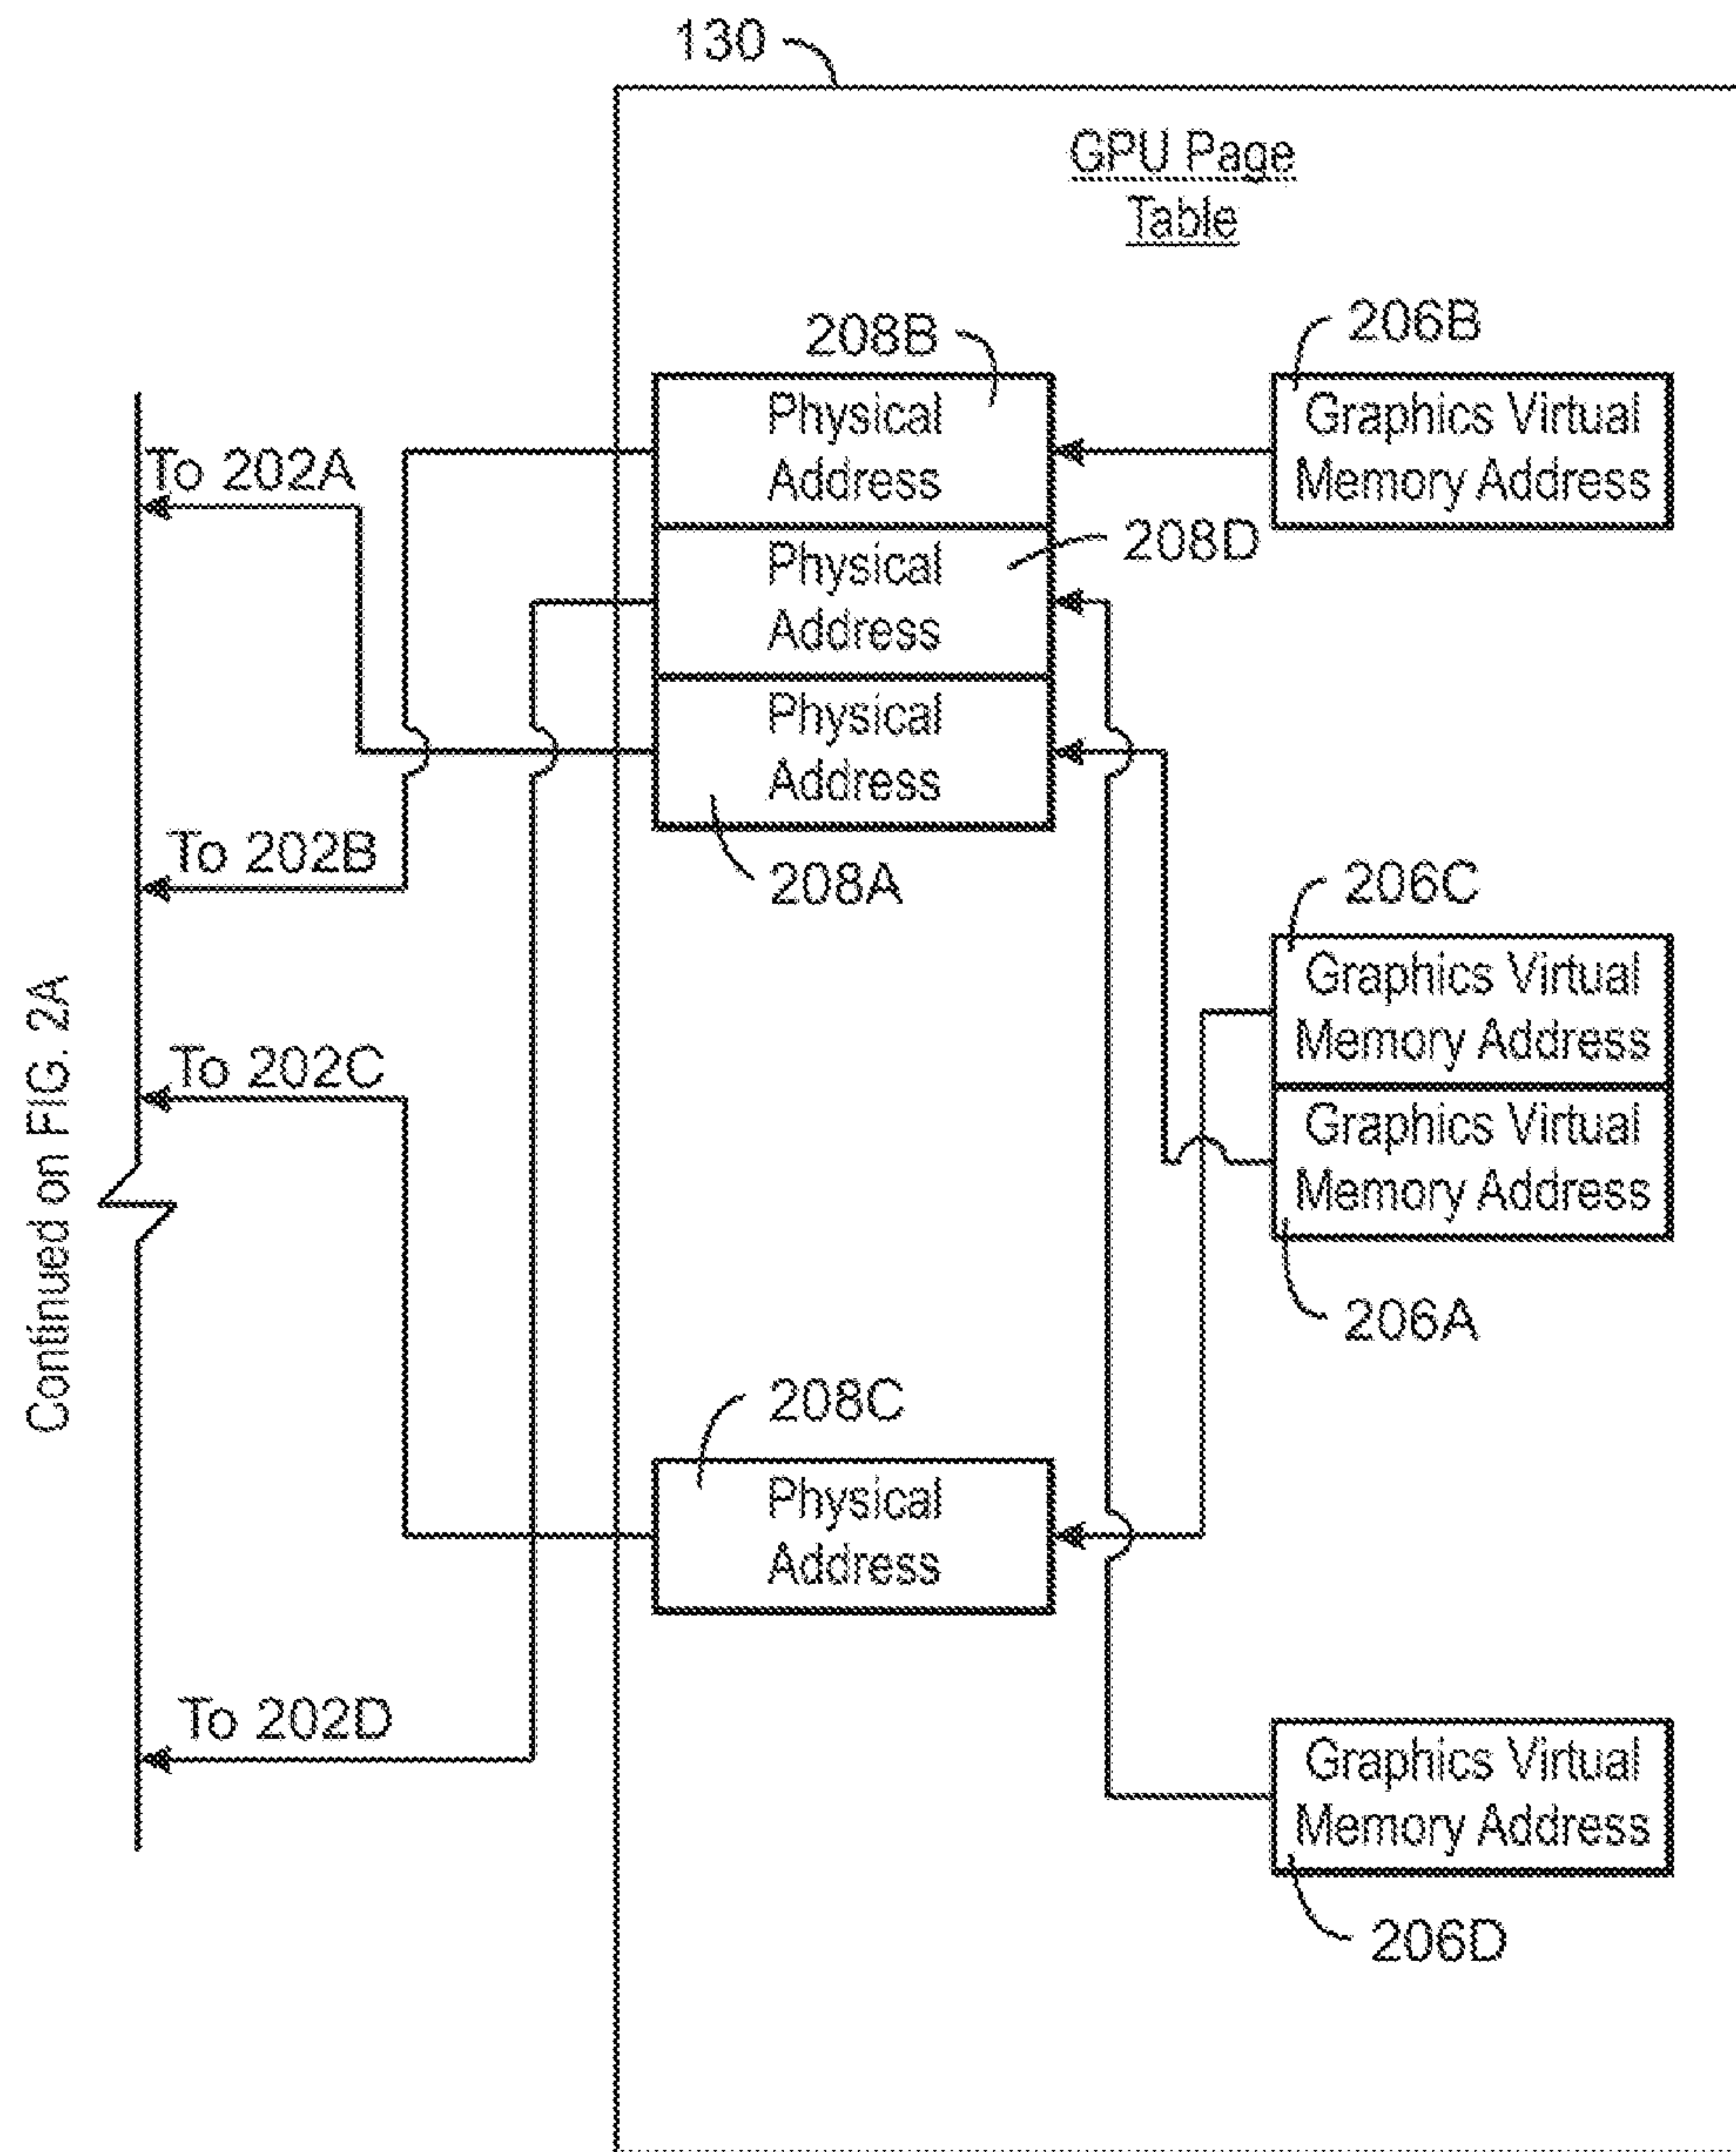 130
GPU Page
Table
208B
206B
Physical
Address
Graphics Virtual
Memory Address
To 202A
208D
Physical
Address
Physical
Address
To 202B
208A
206C
Graphics Virtual
Memory Address
Continued on FIG. 2A
To 202C
Graphics Virtual
Memory Address
206A
208C
Physical
Address
To 202D
Graphics Virtual
Memory Address
206D